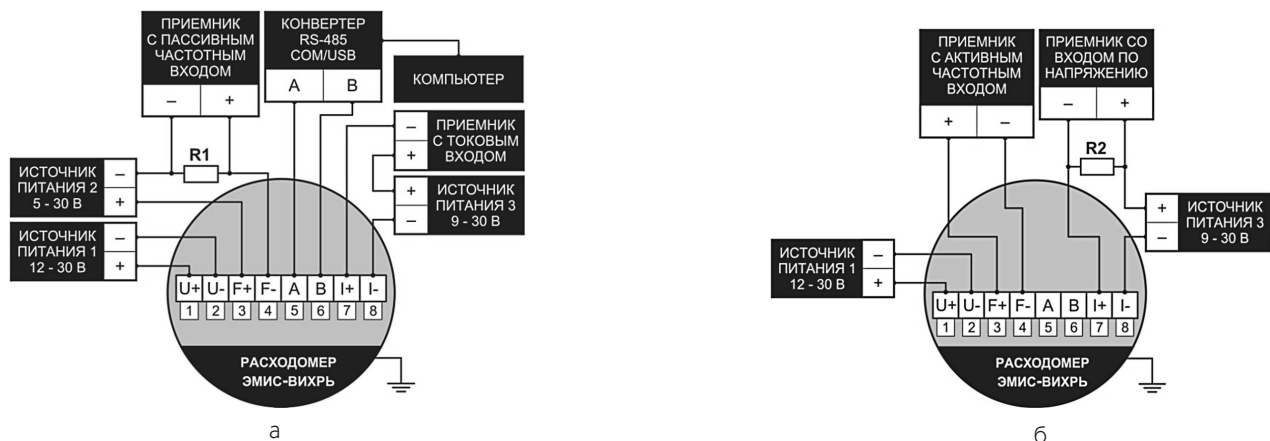 ПРИЕМНИК
С ПАССИВНЫМ
ЧАСТОТНЫМ
ВХОДОМ
– +
КОНВЕРТЕР
RS-485
COM/USB
A B
КОМПЬЮТЕР
– ПРИЕМНИК
+ С ТОКОВЫМ
ВХОДОМ
+ ИСТОЧНИК
– ПИТАНИЯ 3
9 - 30 В
R1
ИСТОЧНИК –
ПИТАНИЯ 2
5 - 30 В +
ИСТОЧНИК –
ПИТАНИЯ 1
12 - 30 В +
U+ U- F+ F- A B I+ I-
1 2 3 4 5 6 7 8
РАСХОДОМЕР
ЭМИС-ВИХРЬ
а
ПРИЕМНИК
С АКТИВНЫМ
ЧАСТОТНЫМ
ВХОДОМ
+ –
ПРИЕМНИК СО
ВХОДОМ ПО
НАПРЯЖЕНИЮ
– +
R2
+ ИСТОЧНИК
– ПИТАНИЯ 3
9 - 30 В
ИСТОЧНИК –
ПИТАНИЯ 1
12 - 30 В +
U+ U- F+ F- A B I+ I-
1 2 3 4 5 6 7 8
РАСХОДОМЕР
ЭМИС-ВИХРЬ
б